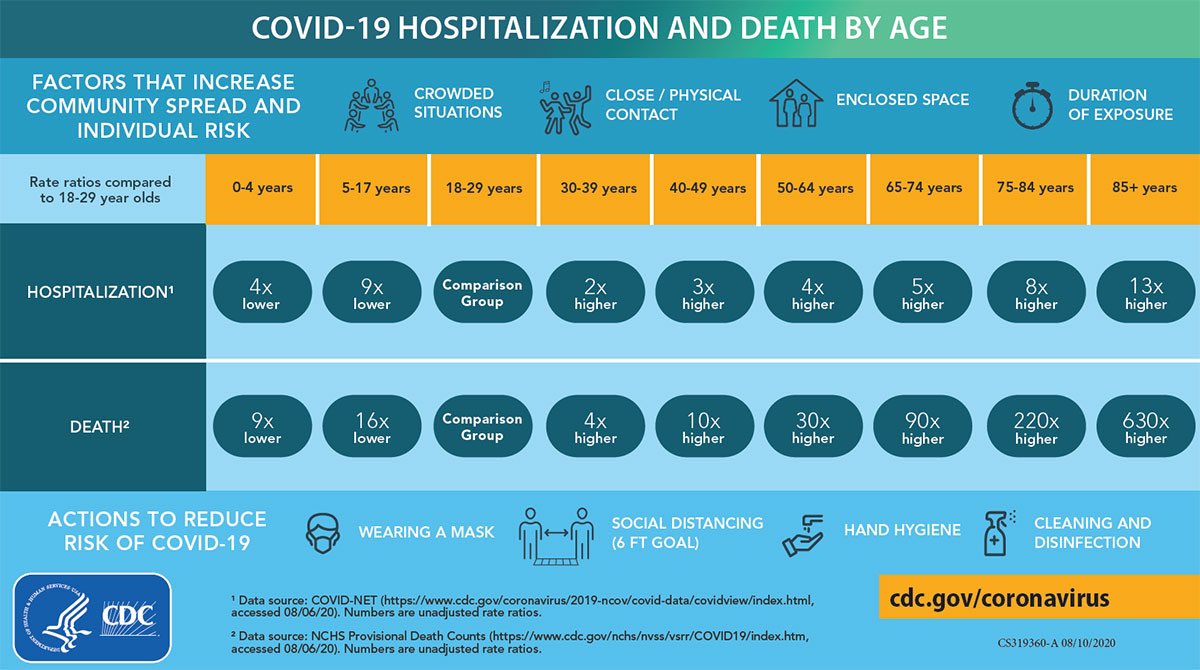 COVID-19 HOSPITALIZATION AND DEATH BY AGE
FACTORS THAT INCREASE
COMMUNITY SPREAD AND
INDIVIDUAL RISK
CROWDED
SITUATIONS
CLOSE / PHYSICAL
CONTACT
ENCLOSED SPACE
DURATION
OF EXPOSURE
Rate ratios compared
to 18-29 year olds
0-4 years
5-17 years
18-29 years
30-39 years
40-49 years
50-64 years
65-74 years
75-84 years
85+ years
HOSPITALIZATION¹
4x
lower
9x
lower
Comparison
Group
2x
higher
3x
higher
4x
higher
5x
higher
8x
higher
13x
higher
DEATH²
9x
lower
16x
lower
Comparison
Group
4x
higher
10x
higher
30x
higher
90x
higher
220x
higher
630x
higher
ACTIONS TO REDUCE
RISK OF COVID-19
WEARING A MASK
SOCIAL DISTANCING
(6 FT GOAL)
HAND HYGIENE
CLEANING AND
DISINFECTION
DEPARTMENT OF HEALTH & HUMAN SERVICES USA
CDC
¹ Data source: COVID-NET (https://www.cdc.gov/coronavirus/2019-ncov/covid-data/covidview/index.html,
accessed 08/06/20). Numbers are unadjusted rate ratios.
² Data source: NCHS Provisional Death Counts (https://www.cdc.gov/nchs/nvss/vsrr/COVID19/index.htm,
accessed 08/06/20). Numbers are unadjusted rate ratios.
cdc.gov/coronavirus
CS319360-A 08/10/2020